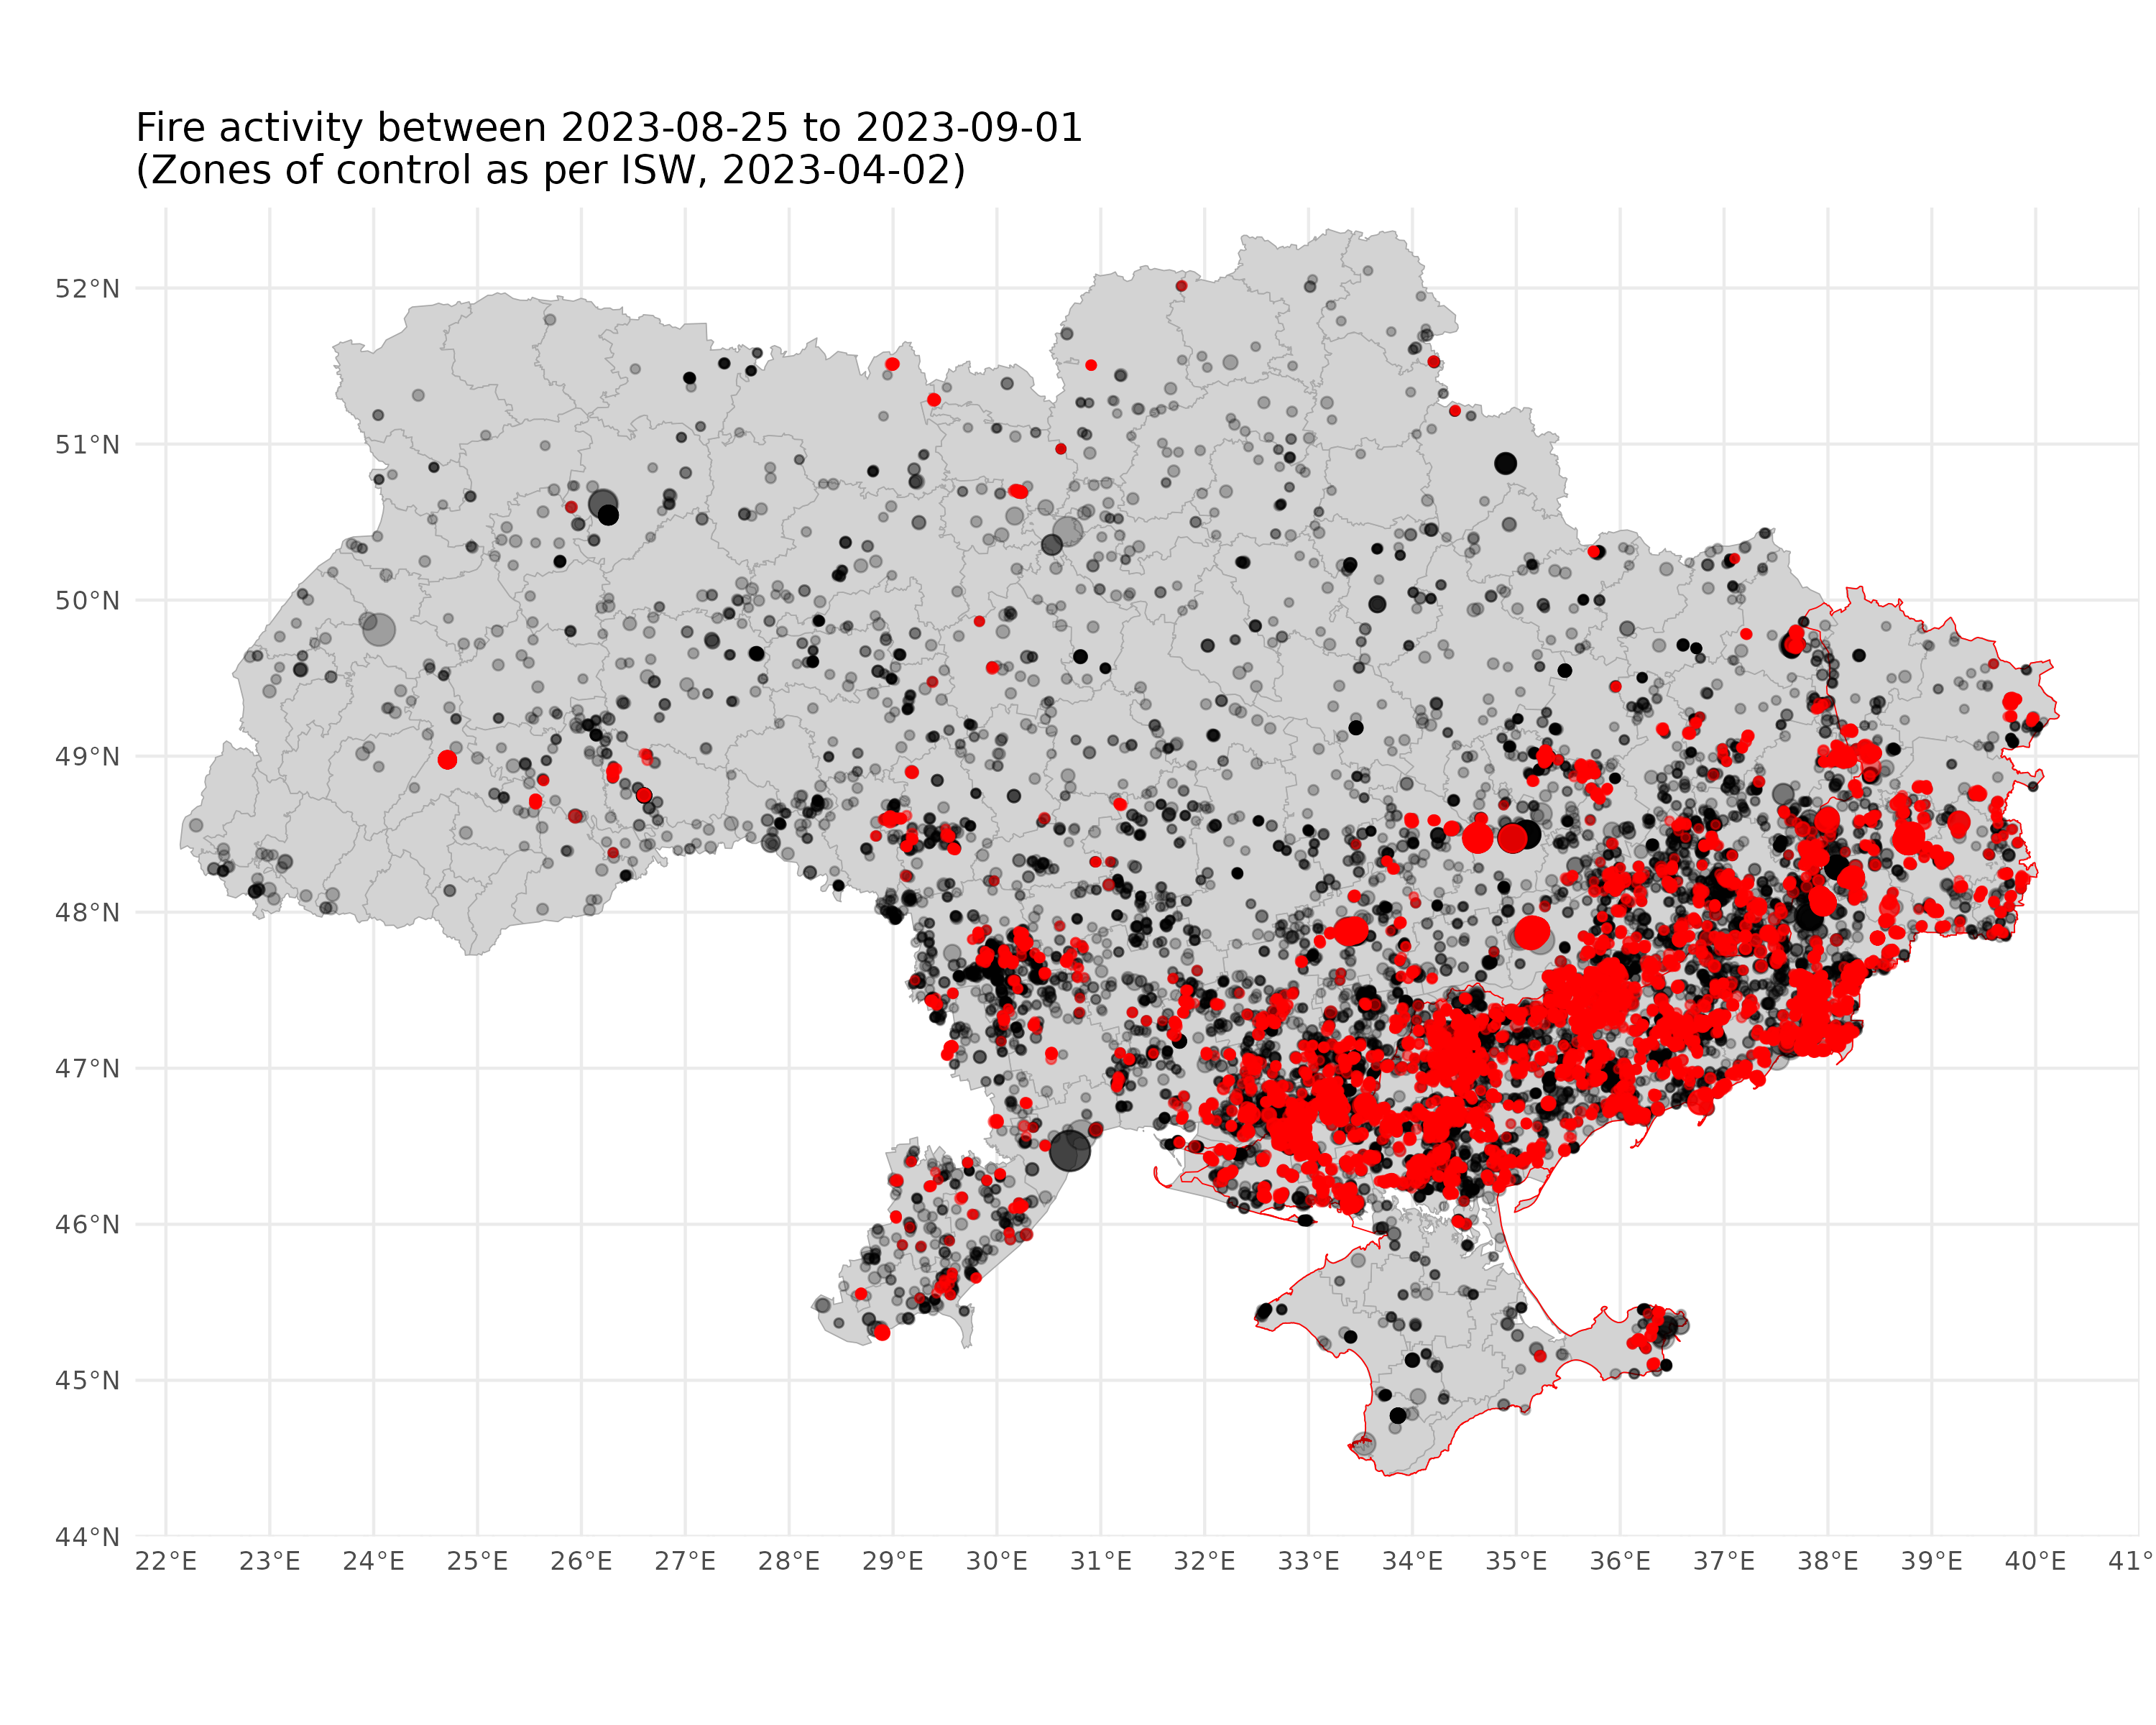 Fire activity between 2023-08-25 to 2023-09-01
(Zones of control as per ISW, 2023-04-02)
52°N
51°N
50°N
49°N
48°N
47°N
46°N
45°N
44°N
22°E 23°E 24°E 25°E 26°E 27°E 28°E 29°E 30°E 31°E 32°E 33°E 34°E 35°E 36°E 37°E 38°E 39°E 40°E 41°